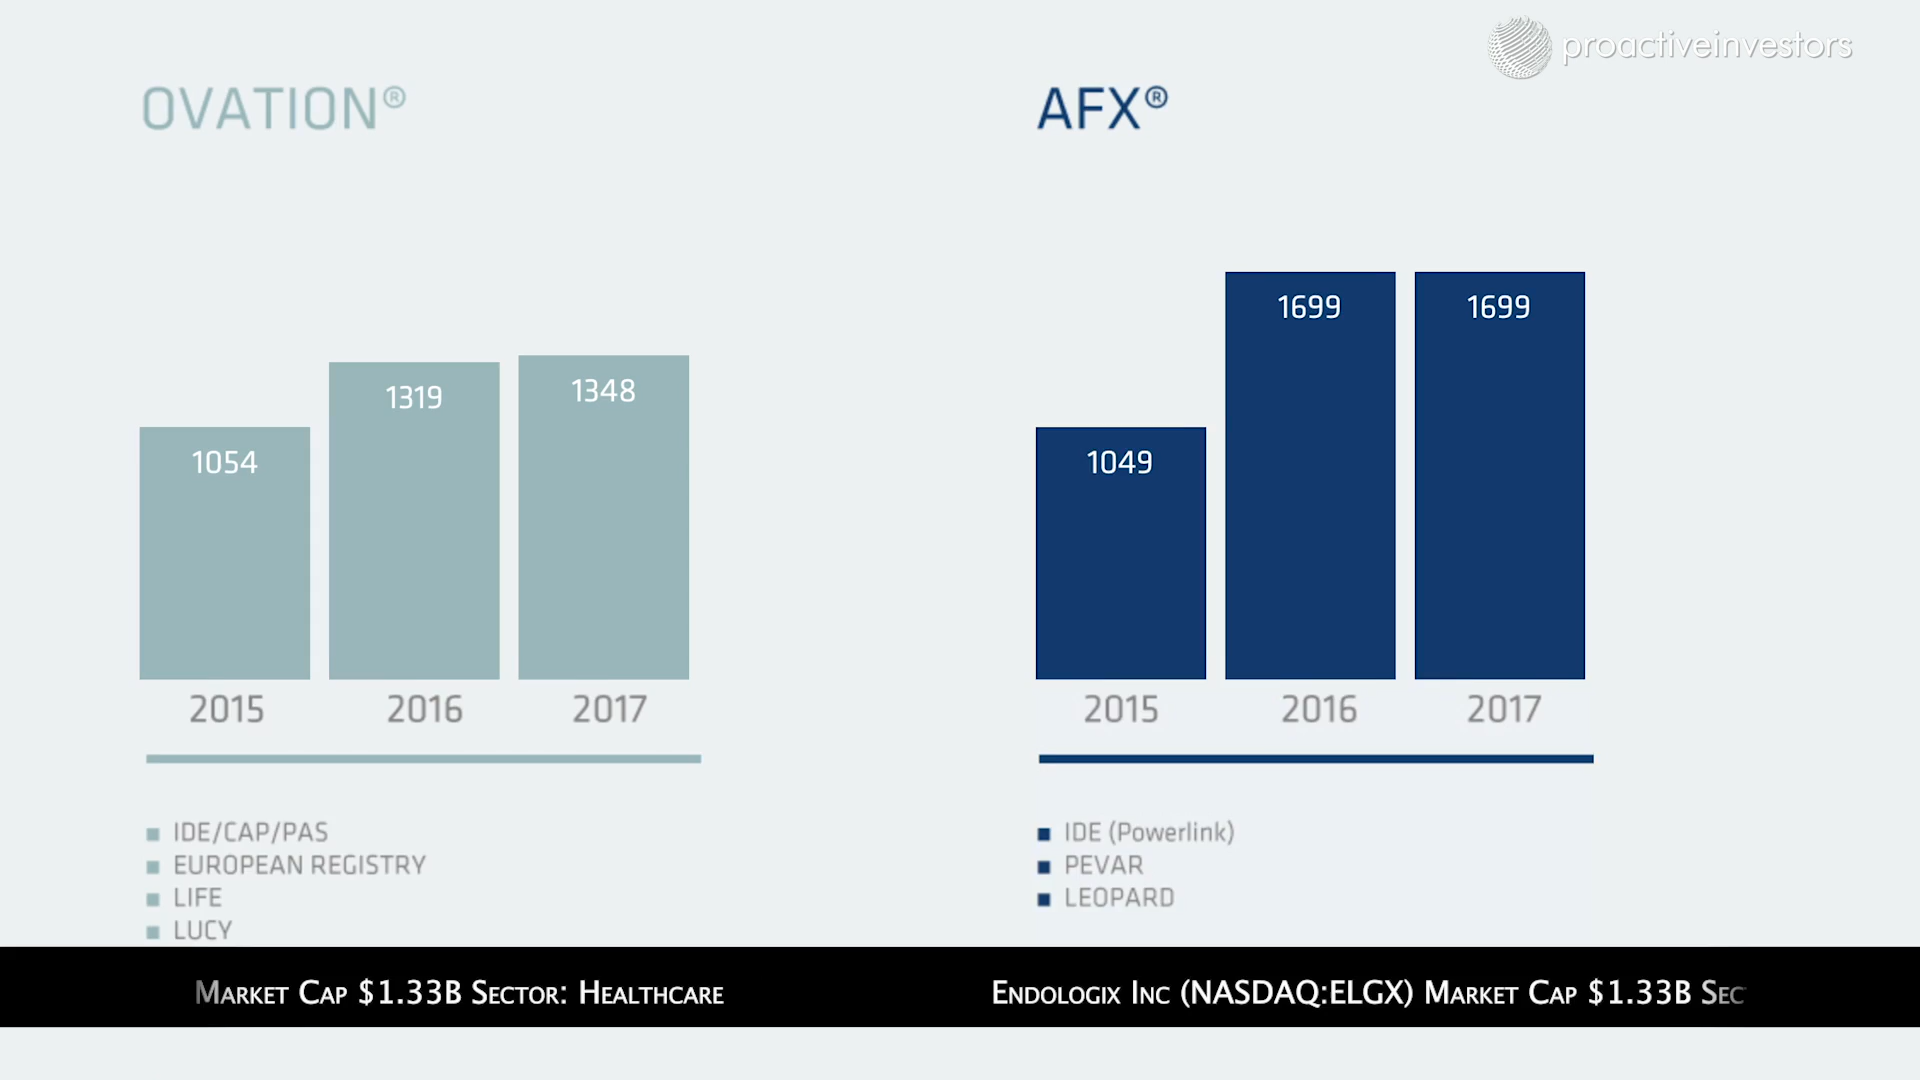 proactiveinvestors
OVATION®
AFX®
1054
1319
1348
2015
2016
2017
1049
1699
1699
2015
2016
2017
IDE/CAP/PAS
EUROPEAN REGISTRY
LIFE
LUCY
IDE (Powerlink)
PEVAR
LEOPARD
Market Cap $1.33B Sector: Healthcare
Endologix Inc (NASDAQ:ELGX) Market Cap $1.33B Sec